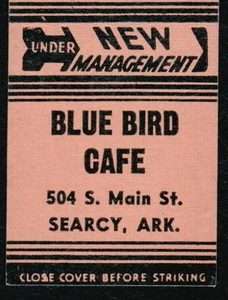 UNDER NEW
MANAGEMENT
BLUE BIRD
CAFE
504 S. Main St.
SEARCY, ARK.
CLOSE COVER BEFORE STRIKING